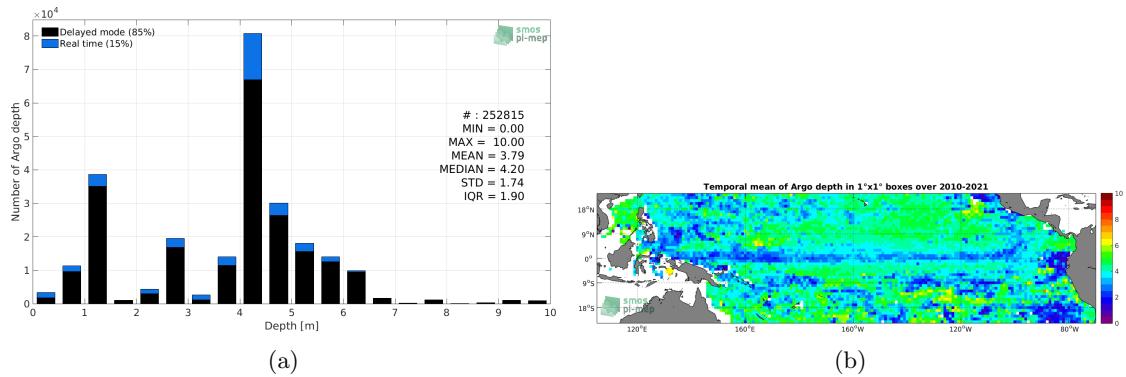 ×10⁴
Delayed mode (85%)
Real time (15%)
smos
pi-mep
8
7
6
5
4
3
2
1
0
Number of Argo depth
# : 252815
MIN = 0.00
MAX = 10.00
MEAN = 3.79
MEDIAN = 4.20
STD = 1.74
IQR = 1.90
0 1 2 3 4 5 6 7 8 9 10
Depth [m]
(a)
Temporal mean of Argo depth in 1°x1° boxes over 2010-2021
18°N
9°N
0°
9°S
18°S
smos
pi-mep
120°E 160°E 160°W 120°W 80°W
10
8
6
4
2
0
(b)